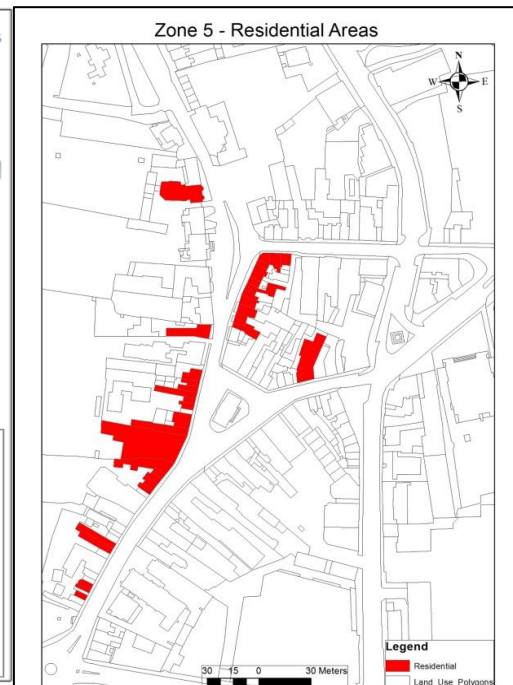 Zone 5 - Residential Areas
N
W E
S
30 15 0 30 Meters
Legend
Residential
Land Use Polygons